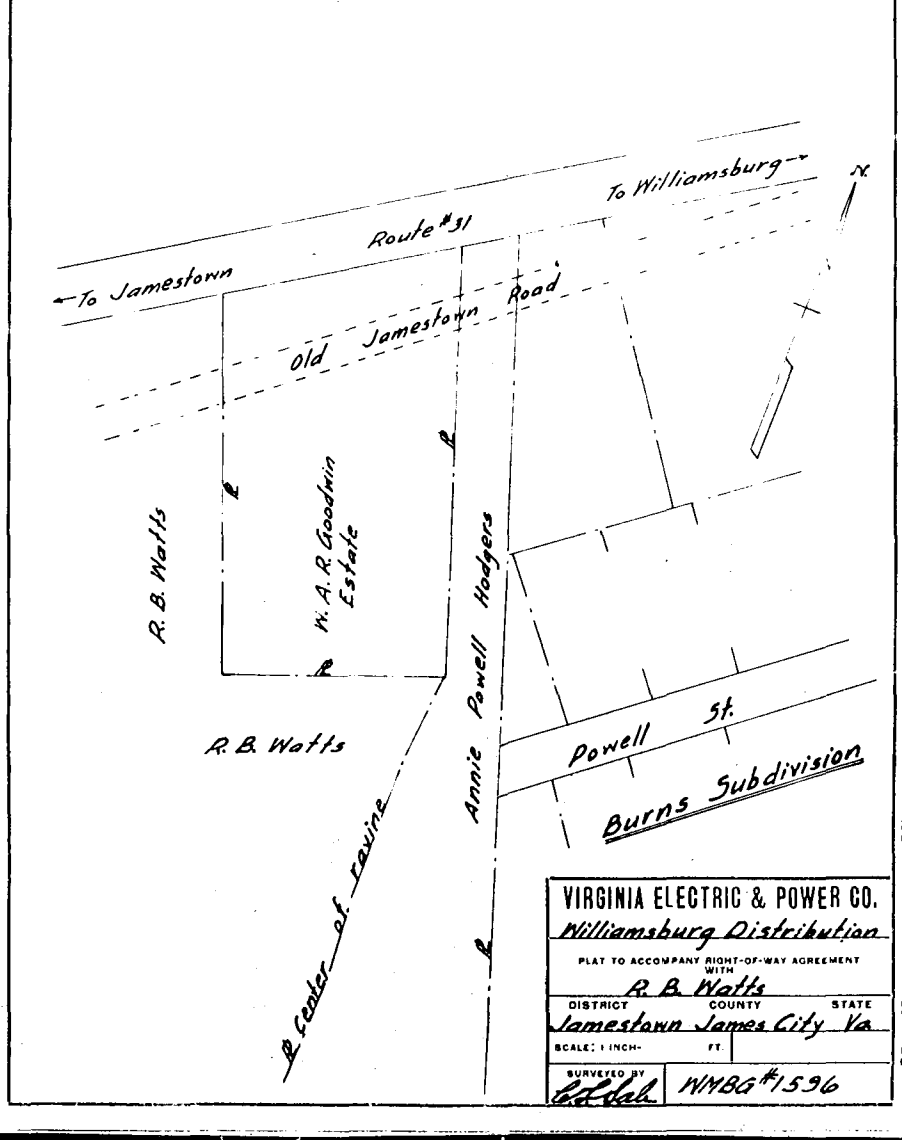 To Williamsburg→
N.
Route #31
←To Jamestown
Old Jamestown Road
R. B. Watts
W. A. R. Goodwin
Estate
Annie Powell Hodgers
R. B. Watts
Powell St.
Burns Subdivision
℄ center of ravine
VIRGINIA ELECTRIC & POWER CO.
Williamsburg Distribution
PLAT TO ACCOMPANY RIGHT-OF-WAY AGREEMENT
WITH
R. B. Watts
DISTRICT COUNTY STATE
Jamestown James City Va
SCALE: 1 INCH- FT.
SURVEYED BY
WMBG #1596